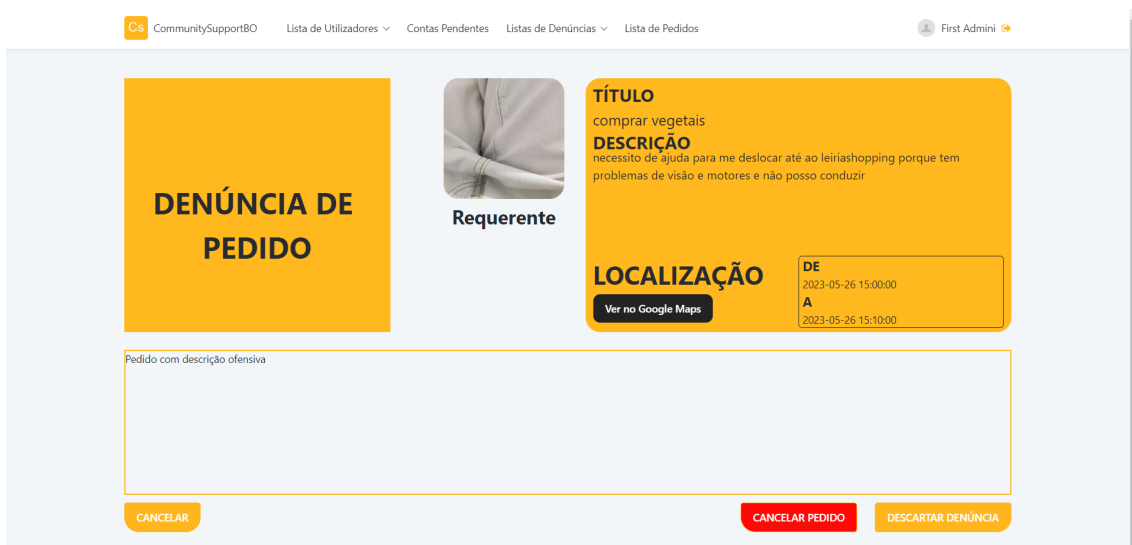 Cs CommunitySupportBO Lista de Utilizadores Contas Pendentes Listas de Denúncias Lista de Pedidos First Admini
DENÚNCIA DE
PEDIDO
Requerente
TÍTULO
comprar vegetais
DESCRIÇÃO
necessito de ajuda para me deslocar até ao leiriashopping porque tem
problemas de visão e motores e não posso conduzir
LOCALIZAÇÃO
Ver no Google Maps
DE
2023-05-26 15:00:00
A
2023-05-26 15:10:00
Pedido com descrição ofensiva
CANCELAR CANCELAR PEDIDO DESCARTAR DENÚNCIA